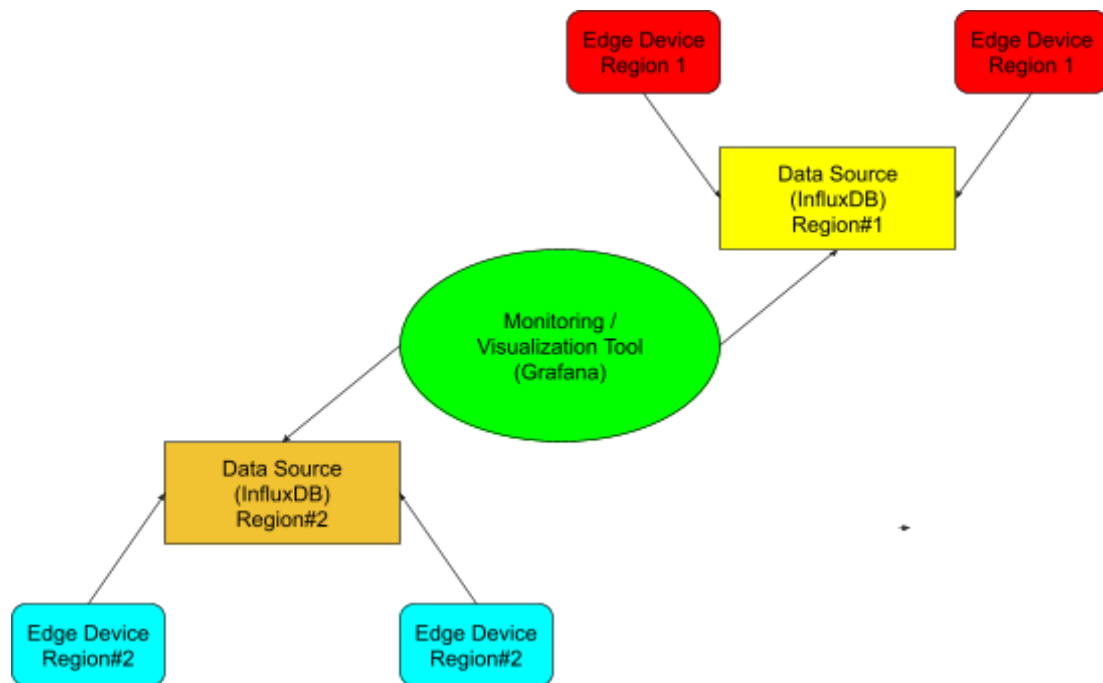 Edge Device
Region 1
Edge Device
Region 1
Data Source
(InfluxDB)
Region#1
Monitoring /
Visualization Tool
(Grafana)
Data Source
(InfluxDB)
Region#2
Edge Device
Region#2
Edge Device
Region#2